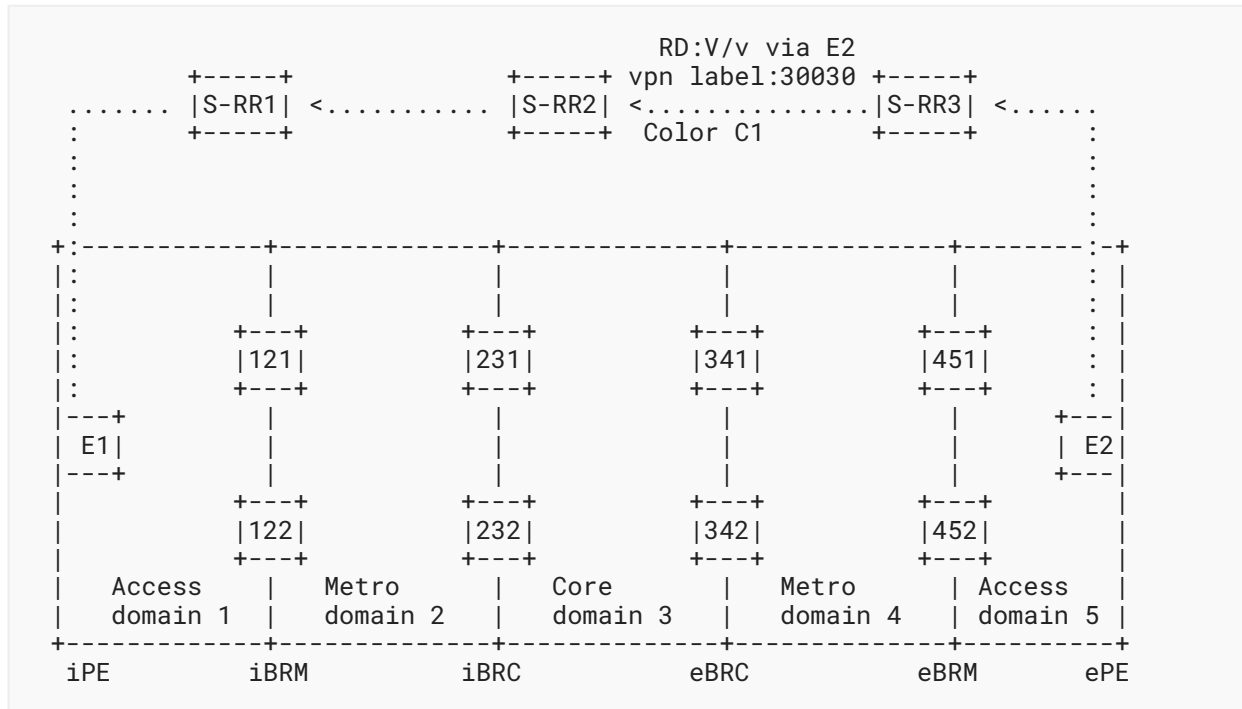 RD:V/v via E2
+-----+ +-----+ vpn label:30030 +-----+
....... |S-RR1| <........... |S-RR2| <...............|S-RR3| <......
: +-----+ +-----+ Color C1 +-----+ :
: :
: :
: :
: :
+:------------+--------------+--------------+--------------+--------:-+
|: | | | | : |
|: | | | | : |
|: +---+ +---+ +---+ +---+ : |
|: |121| |231| |341| |451| : |
|: +---+ +---+ +---+ +---+ : |
|---+ | | | | +---|
| E1| | | | | | E2|
|---+ | | | | +---|
| +---+ +---+ +---+ +---+ |
| |122| |232| |342| |452| |
| +---+ +---+ +---+ +---+ |
| Access | Metro | Core | Metro | Access |
| domain 1 | domain 2 | domain 3 | domain 4 | domain 5 |
+-------------+--------------+--------------+--------------+----------+
iPE iBRM iBRC eBRC eBRM ePE